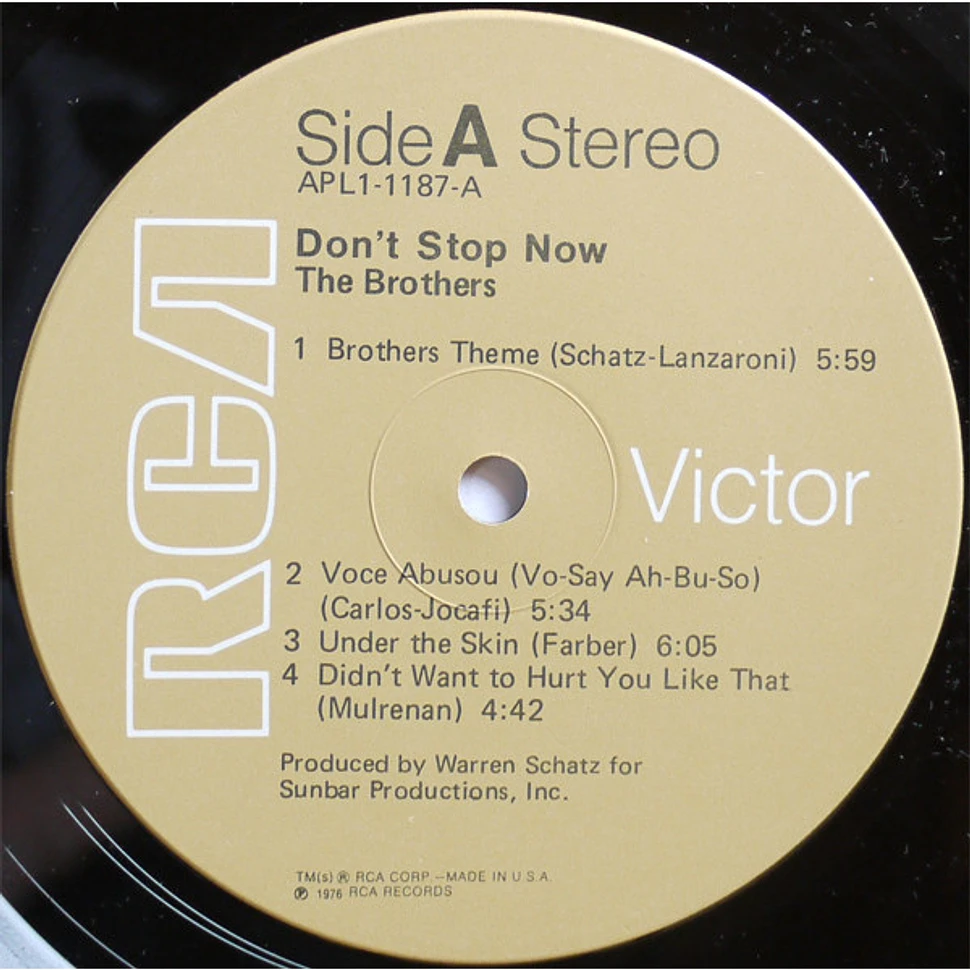 Side A Stereo
APL1-1187-A
Don't Stop Now
The Brothers
1 Brothers Theme (Schatz-Lanzaroni) 5:59
RCA
Victor
2 Voce Abusou (Vo-Say Ah-Bu-So)
(Carlos-Jocafi) 5:34
3 Under the Skin (Farber) 6:05
4 Didn't Want to Hurt You Like That
(Mulrenan) 4:42
Produced by Warren Schatz for
Sunbar Productions, Inc.
TM(s) ® RCA CORP.–MADE IN U.S.A.
℗ 1976 RCA RECORDS